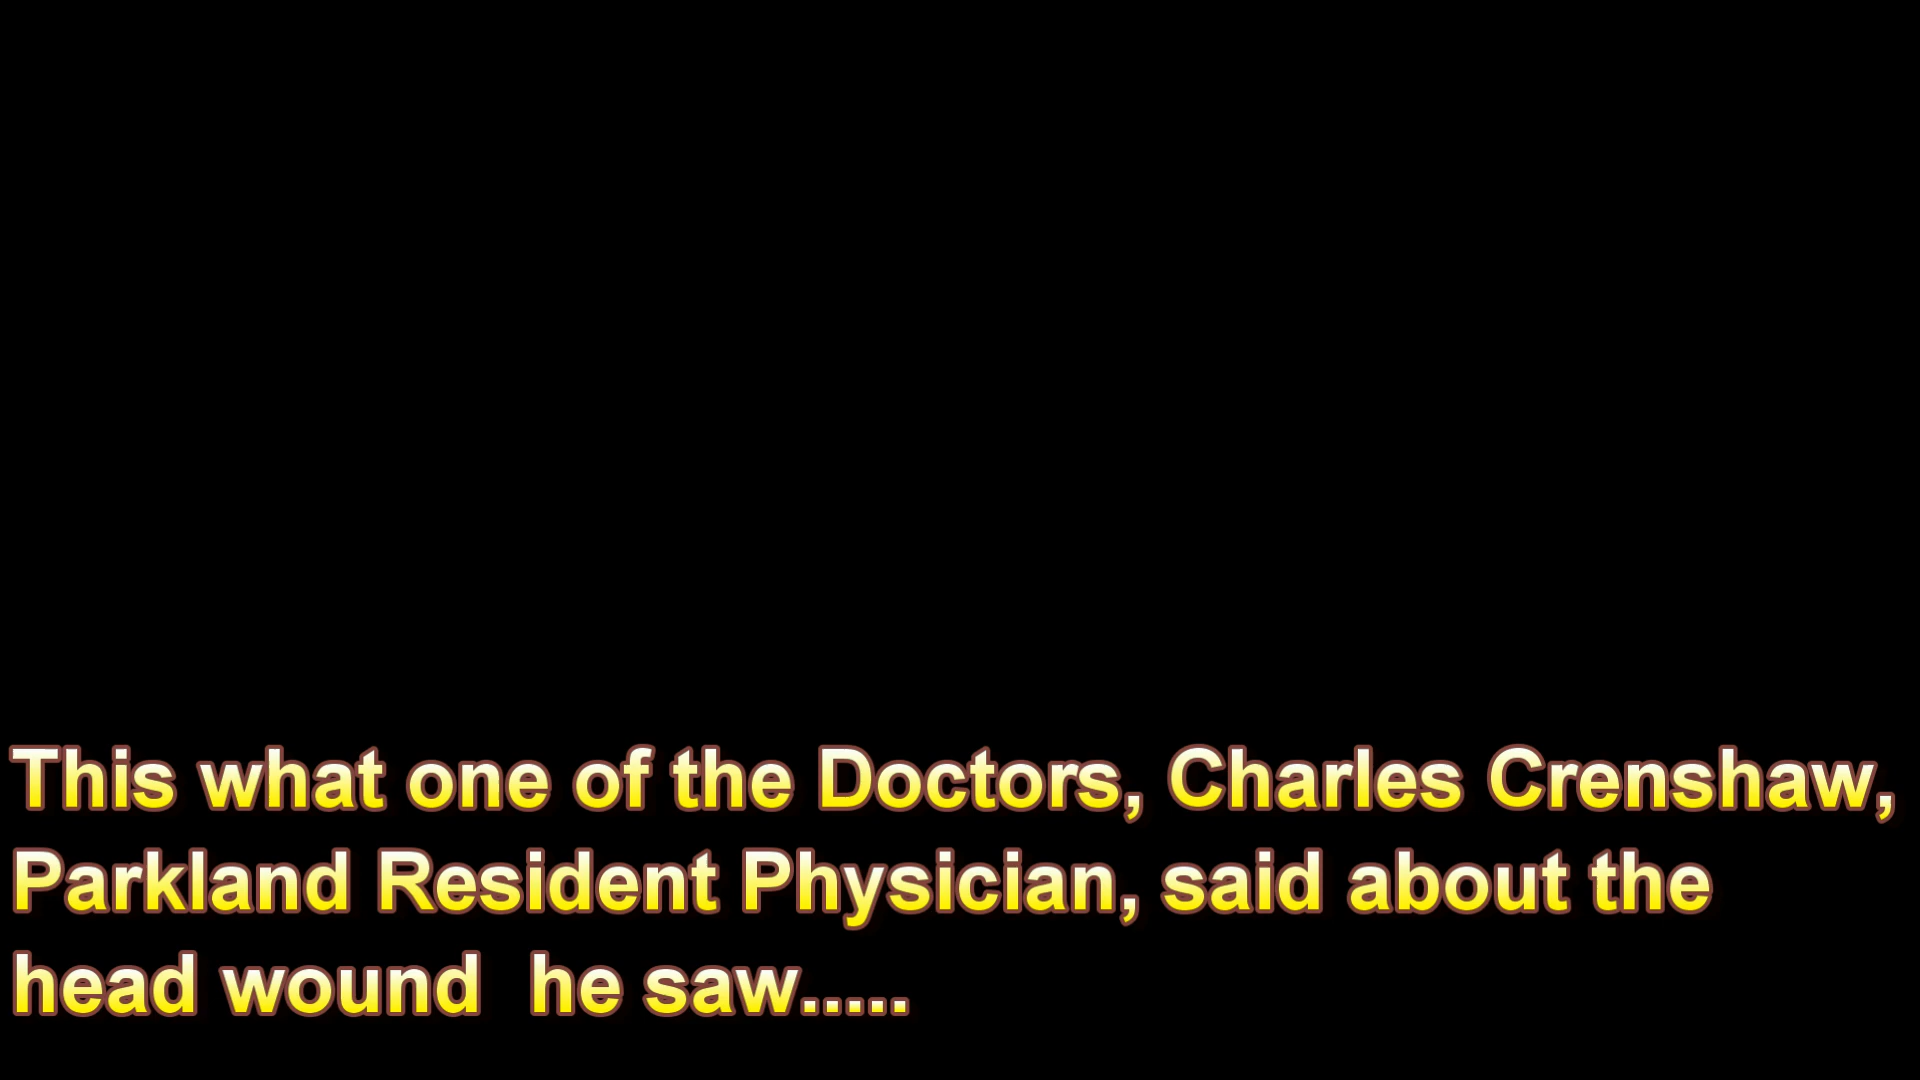 This what one of the Doctors, Charles Crenshaw,
Parkland Resident Physician, said about the
head wound  he saw.....